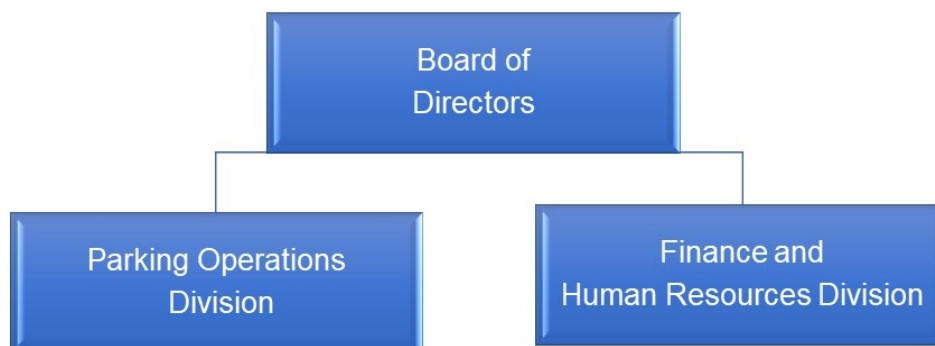 Board of
Directors
Parking Operations
Division
Finance and
Human Resources Division